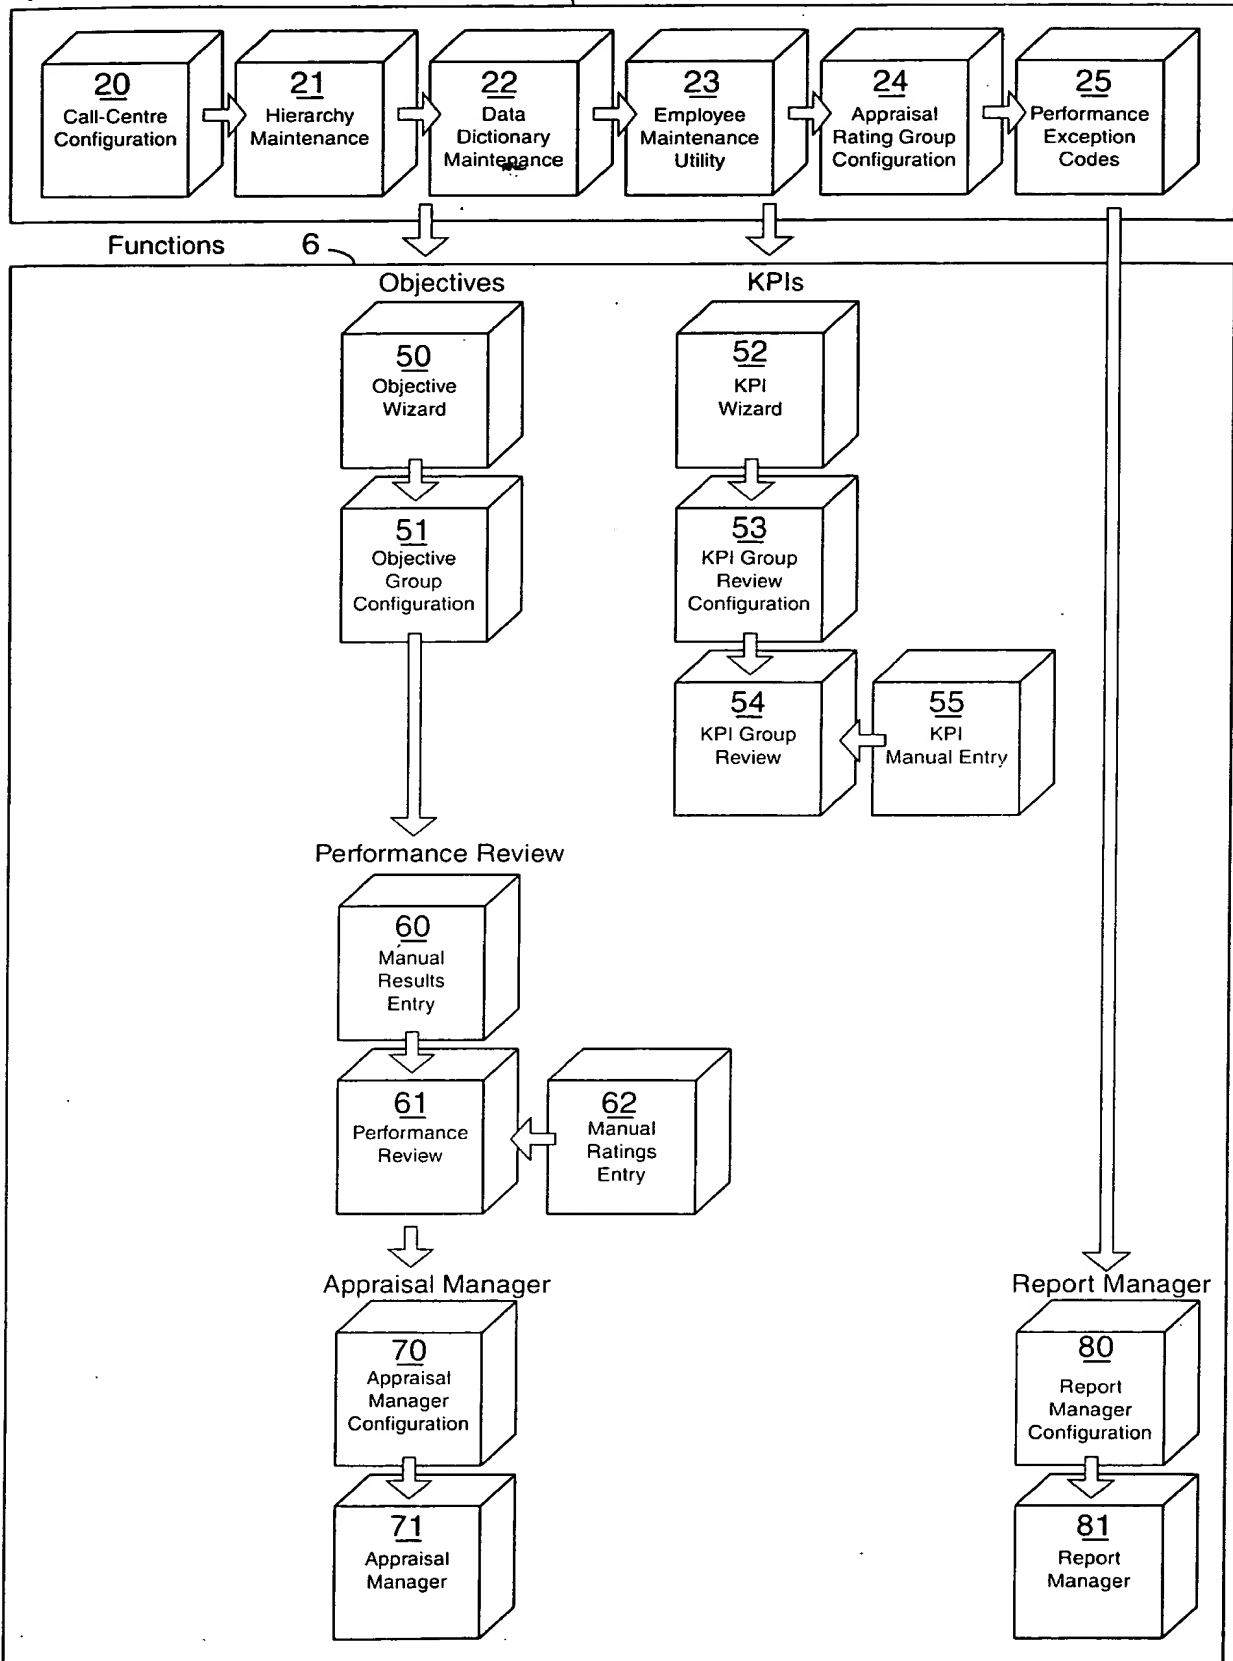 20
Call-Centre
Configuration
21
Hierarchy
Maintenance
22
Data
Dictionary
Maintenance
23
Employee
Maintenance
Utility
24
Appraisal
Rating Group
Configuration
25
Performance
Exception
Codes
Functions 6
Objectives
KPIs
50
Objective
Wizard
52
KPI
Wizard
51
Objective
Group
Configuration
53
KPI Group
Review
Configuration
54
KPI Group
Review
55
KPI
Manual Entry
Performance Review
60
Manual
Results
Entry
61
Performance
Review
62
Manual
Ratings
Entry
Appraisal Manager
Report Manager
70
Appraisal
Manager
Configuration
80
Report
Manager
Configuration
71
Appraisal
Manager
81
Report
Manager